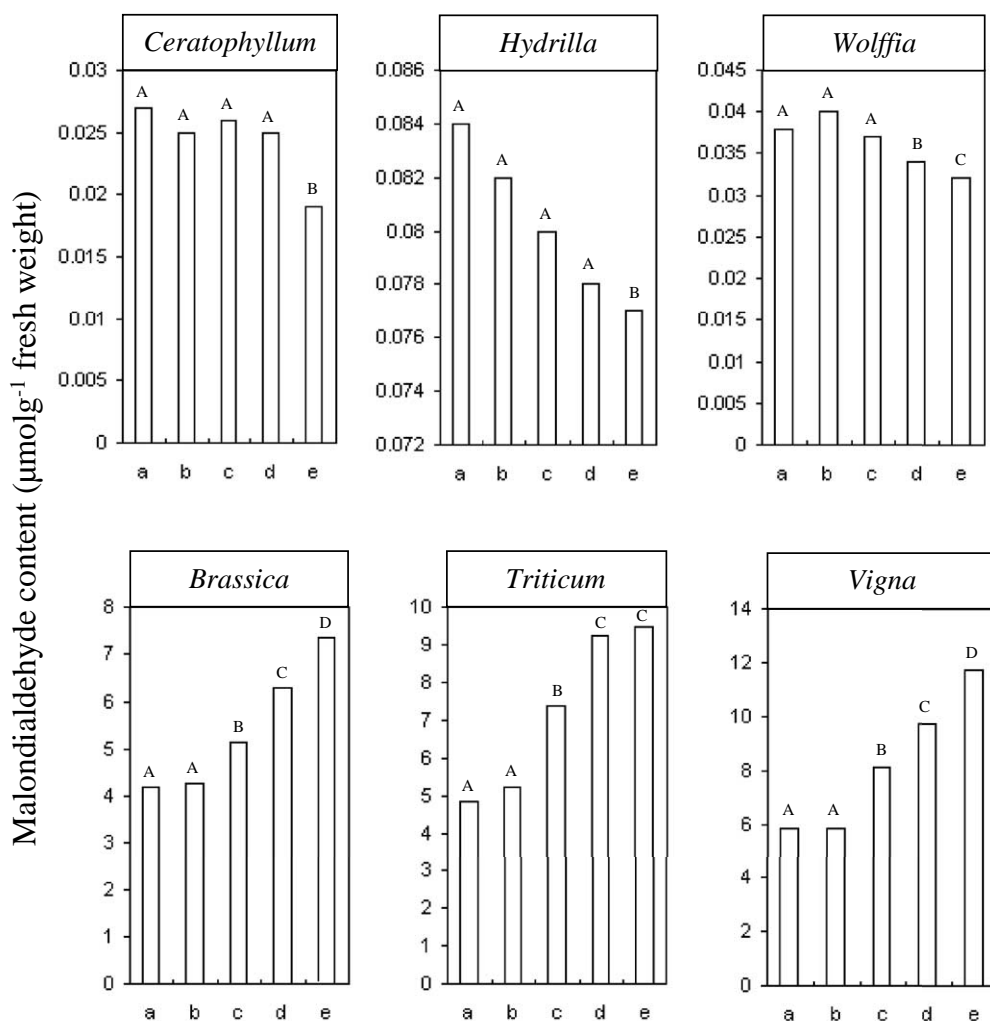 Malondialdehyde content (µmolg-1 fresh weight)
Ceratophyllum
0.03
0.025
0.02
0.015
0.01
0.005
0
A
A
A
A
B
a b c d e
Hydrilla
0.086
0.084
0.082
0.08
0.078
0.076
0.074
0.072
A
A
A
A
B
a b c d e
Wolffia
0.045
0.04
0.035
0.03
0.025
0.02
0.015
0.01
0.005
0
A
A
A
B
C
a b c d e
Brassica
8
7
6
5
4
3
2
1
0
A
A
B
C
D
a b c d e
Triticum
10
9
8
7
6
5
4
3
2
1
0
A
A
B
C
C
a b c d e
Vigna
14
12
10
8
6
4
2
0
A
A
B
C
D
a b c d e